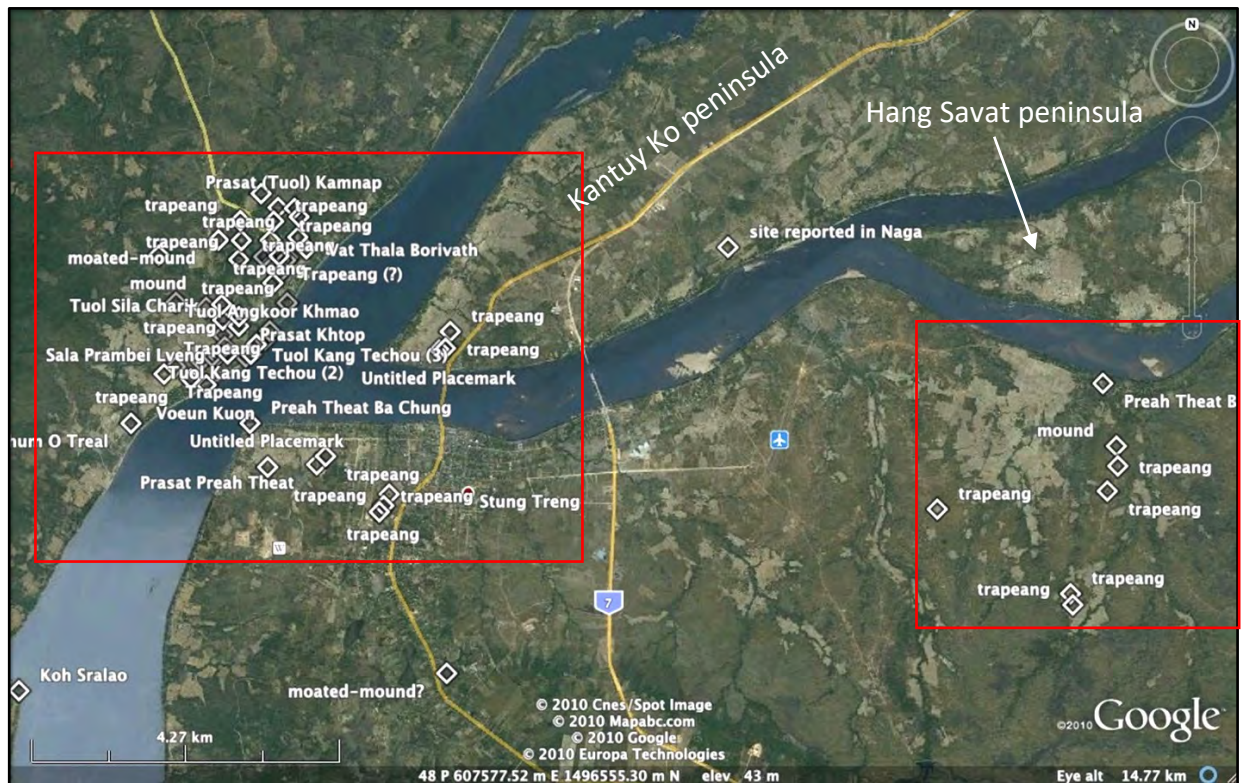 N
Kantuy Ko peninsula
Hang Savat peninsula
Prasat (Tuol) Kamnap
trapeang
trapeang
trapeang
trapeang
trapeang
trapeang
Vat Thala Borivath
moated-mound
trapeang
Trapeang (?)
mound
trapeang
Tuol Sila Charik
Tuol Angkoor Khmao
trapeang
Prasat Khtop
Sala Prambei Lveng
Trapeang
Tuol Kang Techou (3)
Tuol Kang Techou (2)
trapeang
Trapeang
Voeun Kuon
Preah Theat Ba Chung
num O Treal
Untitled Placemark
Prasat Preah Theat
trapeang
trapeang
trapeang
trapeang
Stung Treng
site reported in Naga
trapeang
trapeang
Untitled Placemark
Preah Theat B
mound
trapeang
trapeang
trapeang
trapeang
trapeang
7
Koh Sralao
moated-mound?
4.27 km
© 2010 Cnes/Spot Image
© 2010 Mapabc.com
© 2010 Google
© 2010 Europa Technologies
©2010 Google
48 P 607577.52 m E 1496555.30 m N elev 43 m
Eye alt 14.77 km